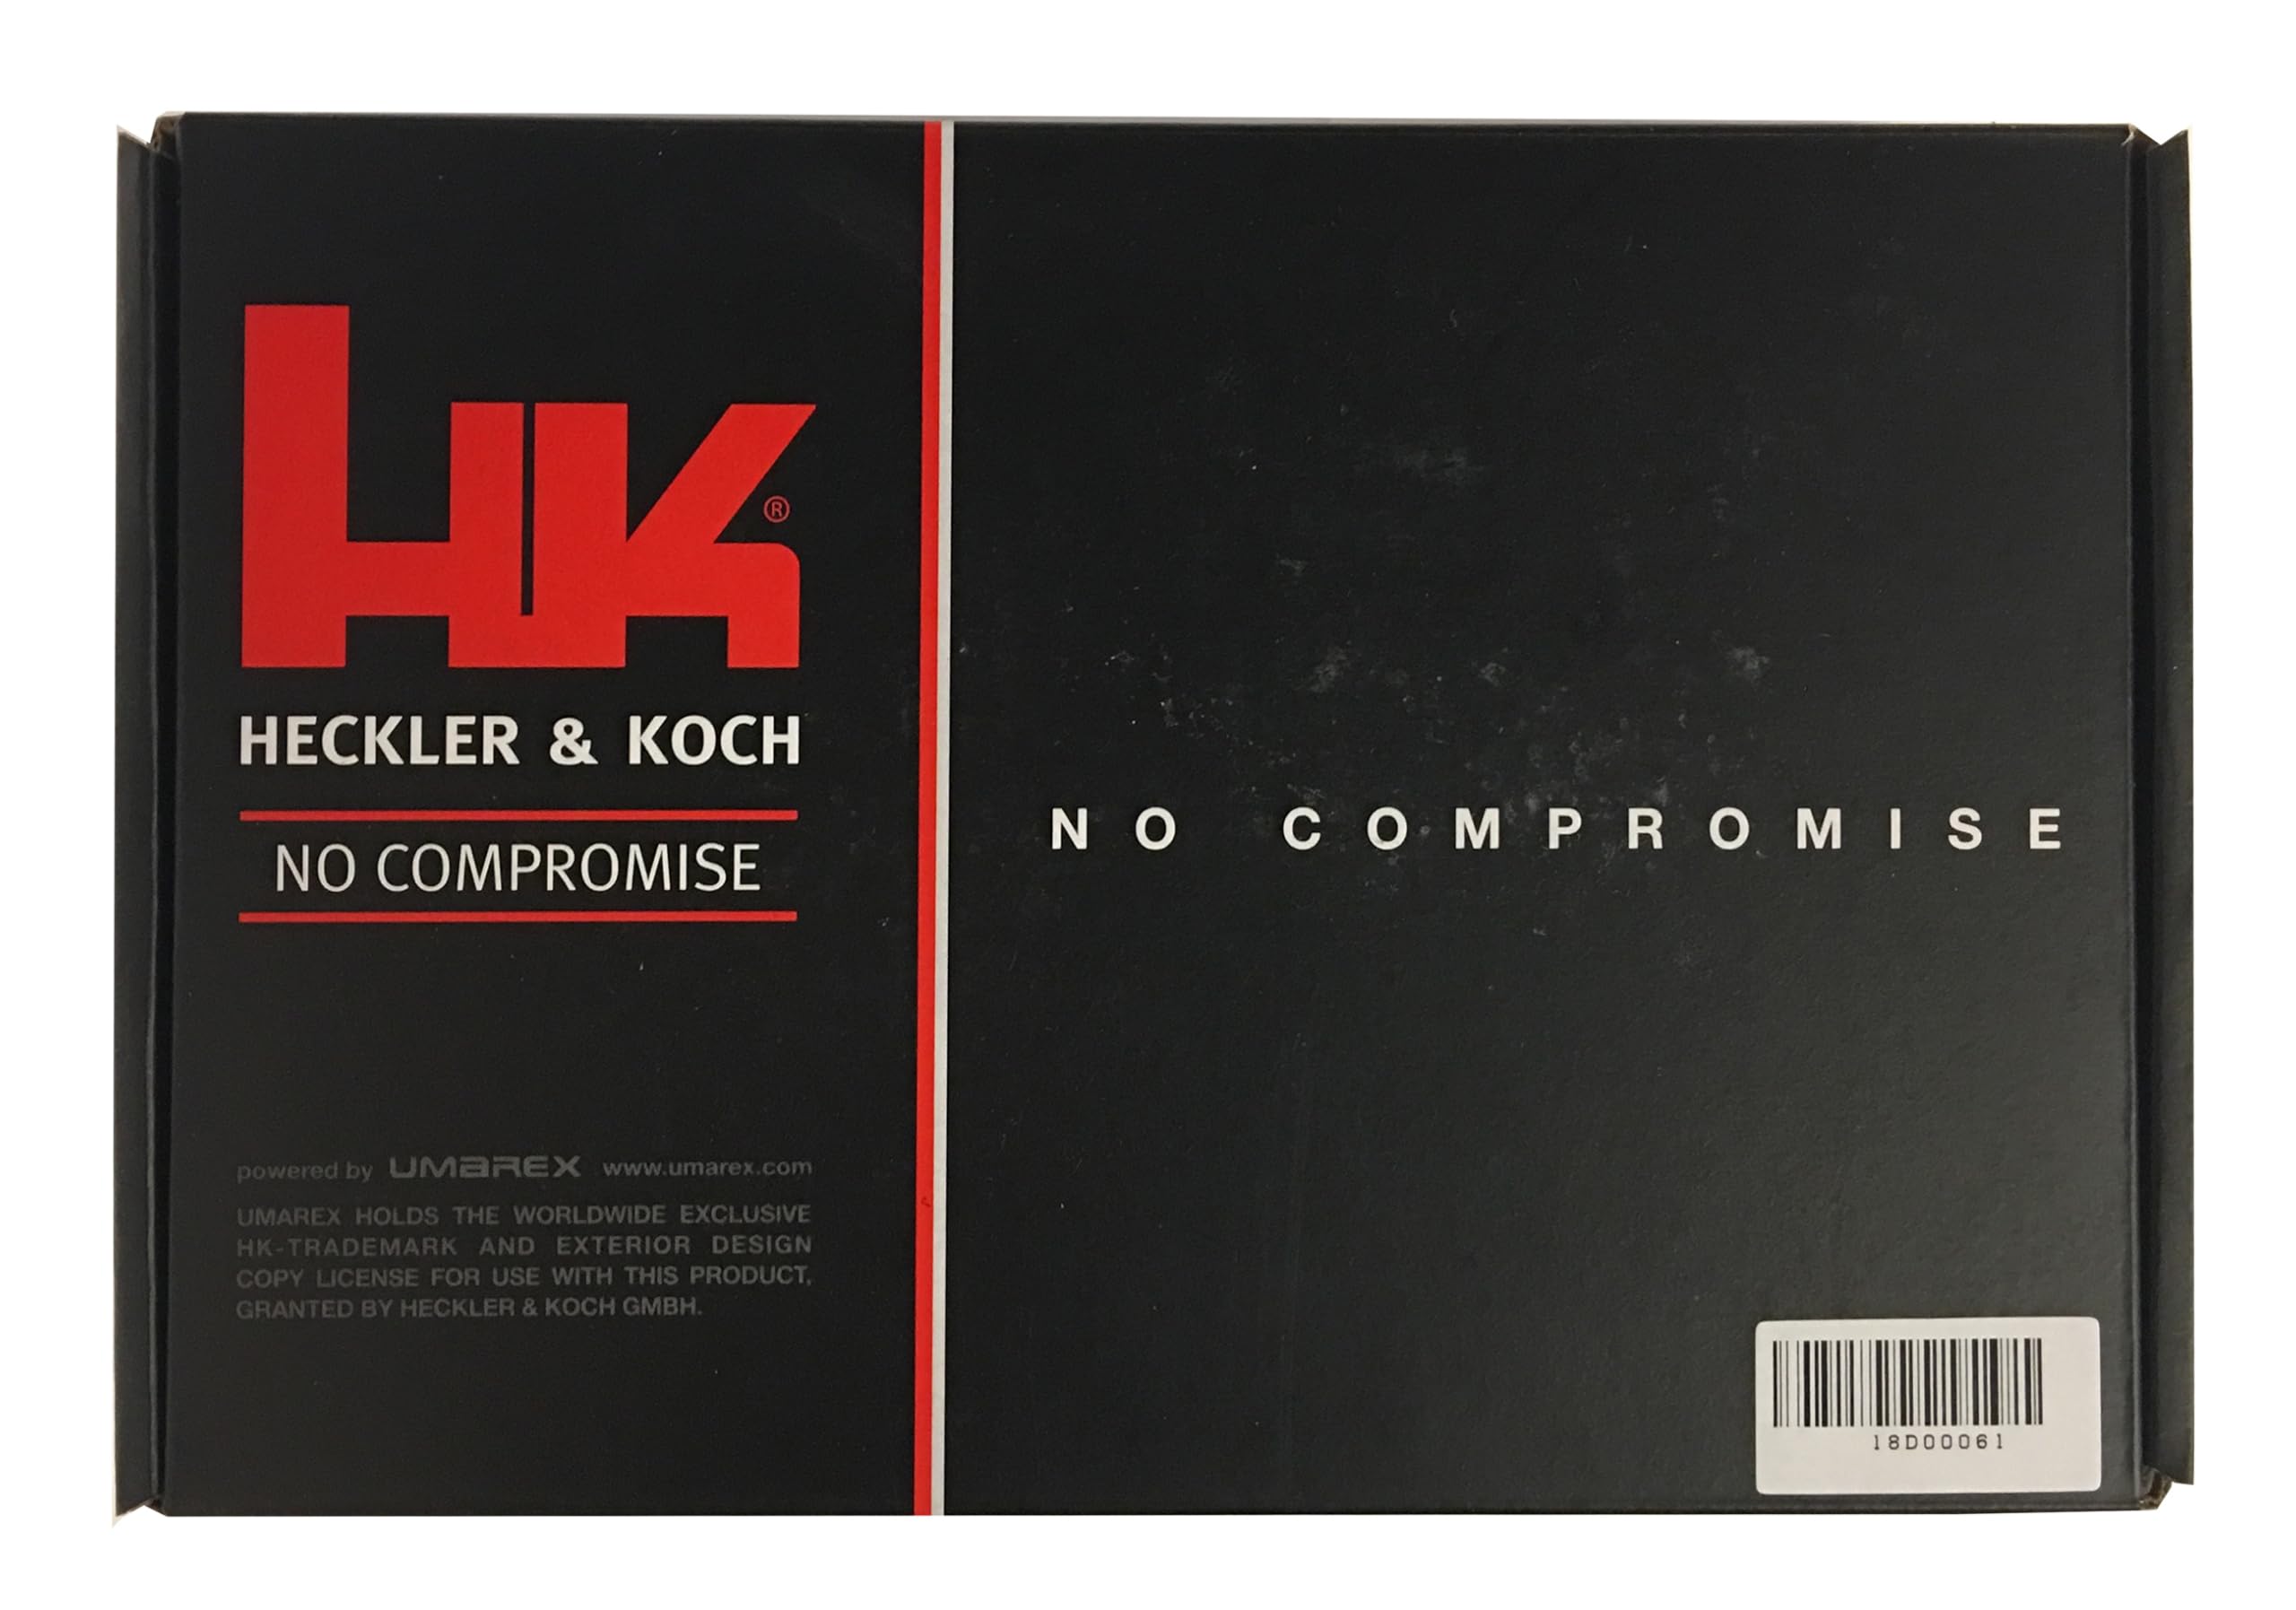 HK®
HECKLER & KOCH
NO COMPROMISE
powered by UMAREX www.umarex.com
UMAREX HOLDS THE WORLDWIDE EXCLUSIVE
HK-TRADEMARK AND EXTERIOR DESIGN
COPY LICENSE FOR USE WITH THIS PRODUCT,
GRANTED BY HECKLER & KOCH GMBH.
NO COMPROMISE
18D00061